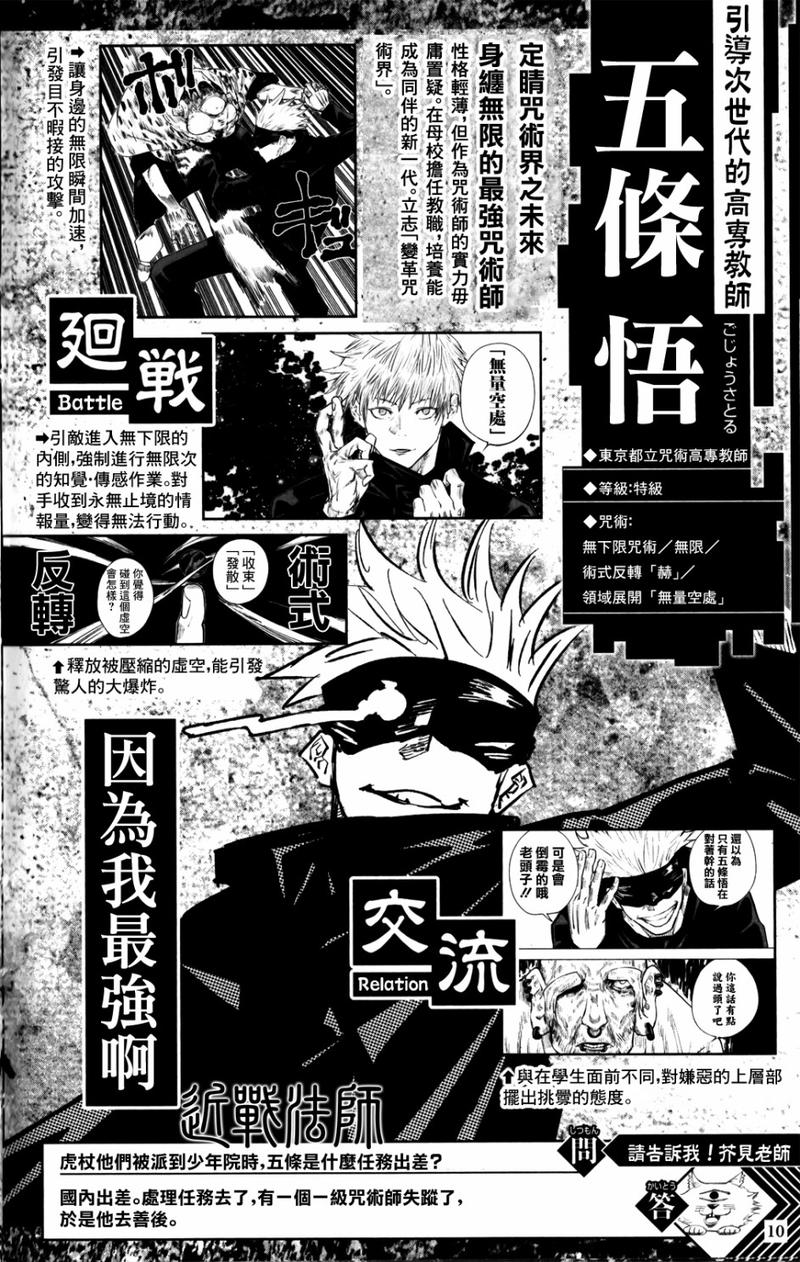 引導次世代的高專教師
五條悟
ごじょうさとる
◆東京都立咒術高專教師
◆等級:特級
◆咒術:
無下限咒術／無限／
術式反轉「赫」／
領域展開「無量空處」
定睛咒術界之未來
身纏無限的最強咒術師
性格輕薄,但作為咒術師的實力毋
庸置疑。在母校擔任教職,培養能
成為同伴的新一代。立志「變革咒
術界」。
ボ
ギュ
➡讓身邊的無限瞬間加速,
引發目不暇接的攻擊。
廻戰
Battle
「無量空處」
➡引敵進入無下限的
內側,強制進行無限次
的知覺·傳感作業。對
手收到永無止境的情
報量,變得無法行動。
術式
反轉
「收束」
「發散」
你覺得
碰到這個虛空
會怎樣?
⬆釋放被壓縮的虛空,能引發
驚人的大爆炸。
因為我最強啊
還以為
只有五條悟在
對著幹的話
可是會
倒霉的哦
老頭子!!
你這話有點
說過頭了吧
交流
Relation
⬆與在學生面前不同,對嫌惡的上層部
擺出挑釁的態度。
近戰法師
請告訴我!芥見老師
しつもん
問
虎杖他們被派到少年院時,五條是什麼任務出差?
かいとう
答
國內出差。處理任務去了,有一個一級咒術師失蹤了,
於是他去善後。
10